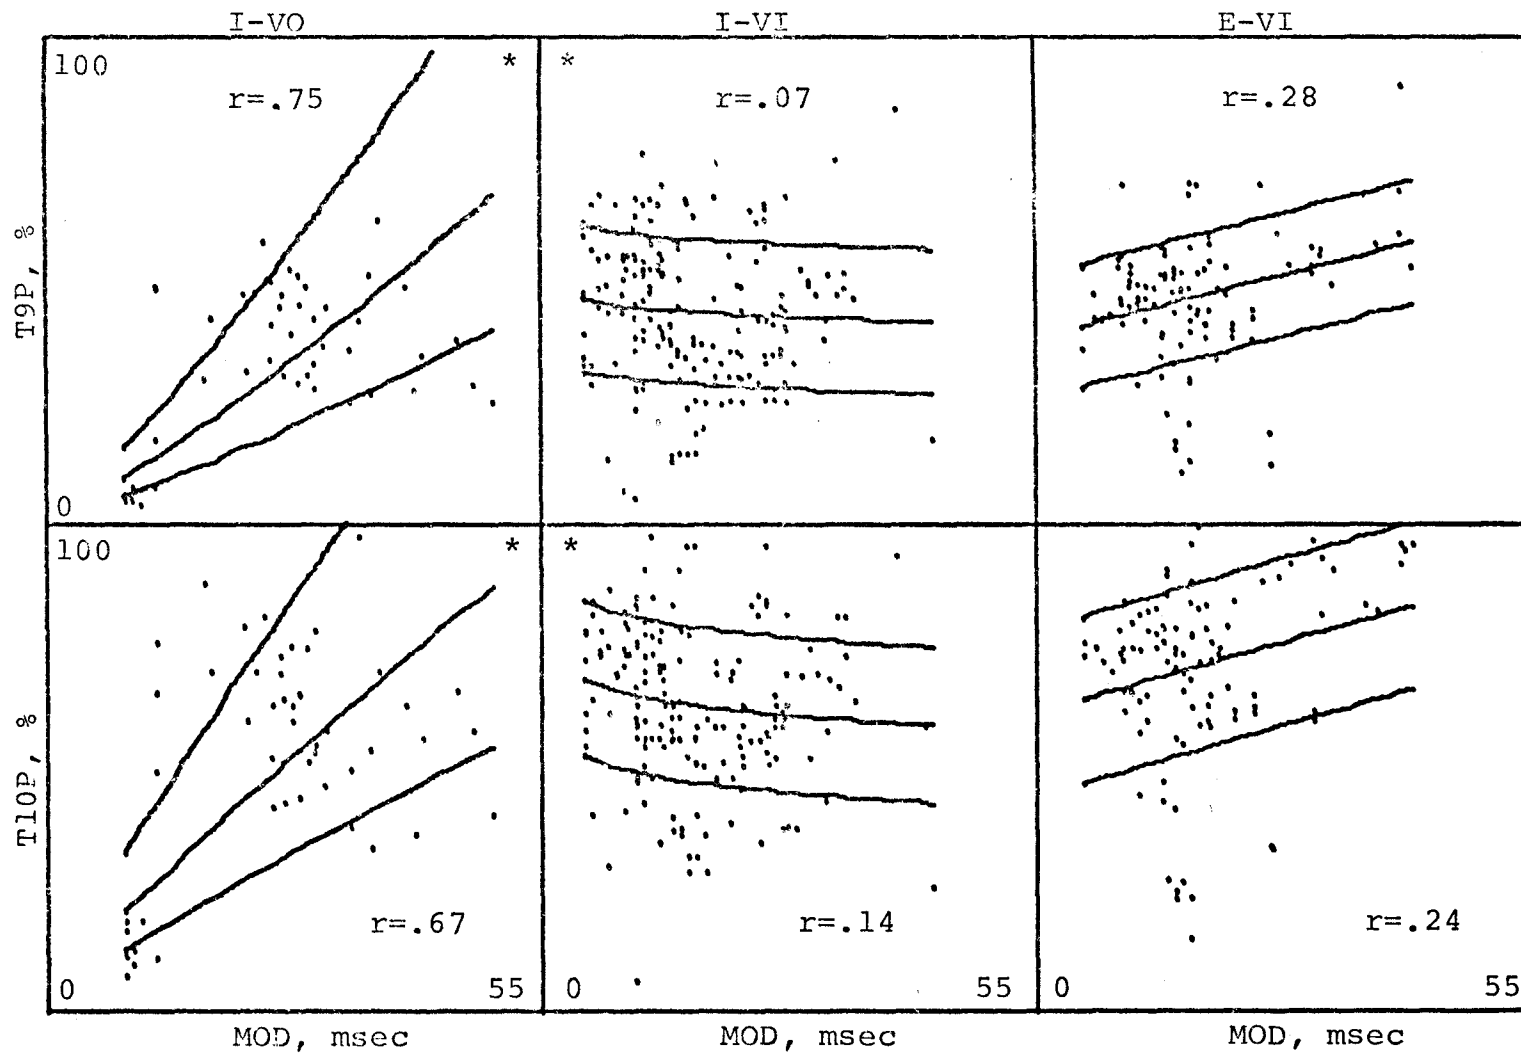 I-VO I-VI E-VI
100 * *
r=.75 r=.07 r=.28
T9P, %
0
100 * *
T10P, %
r=.67 r=.14 r=.24
0 55 0 55 0 55
MOD, msec MOD, msec MOD, msec